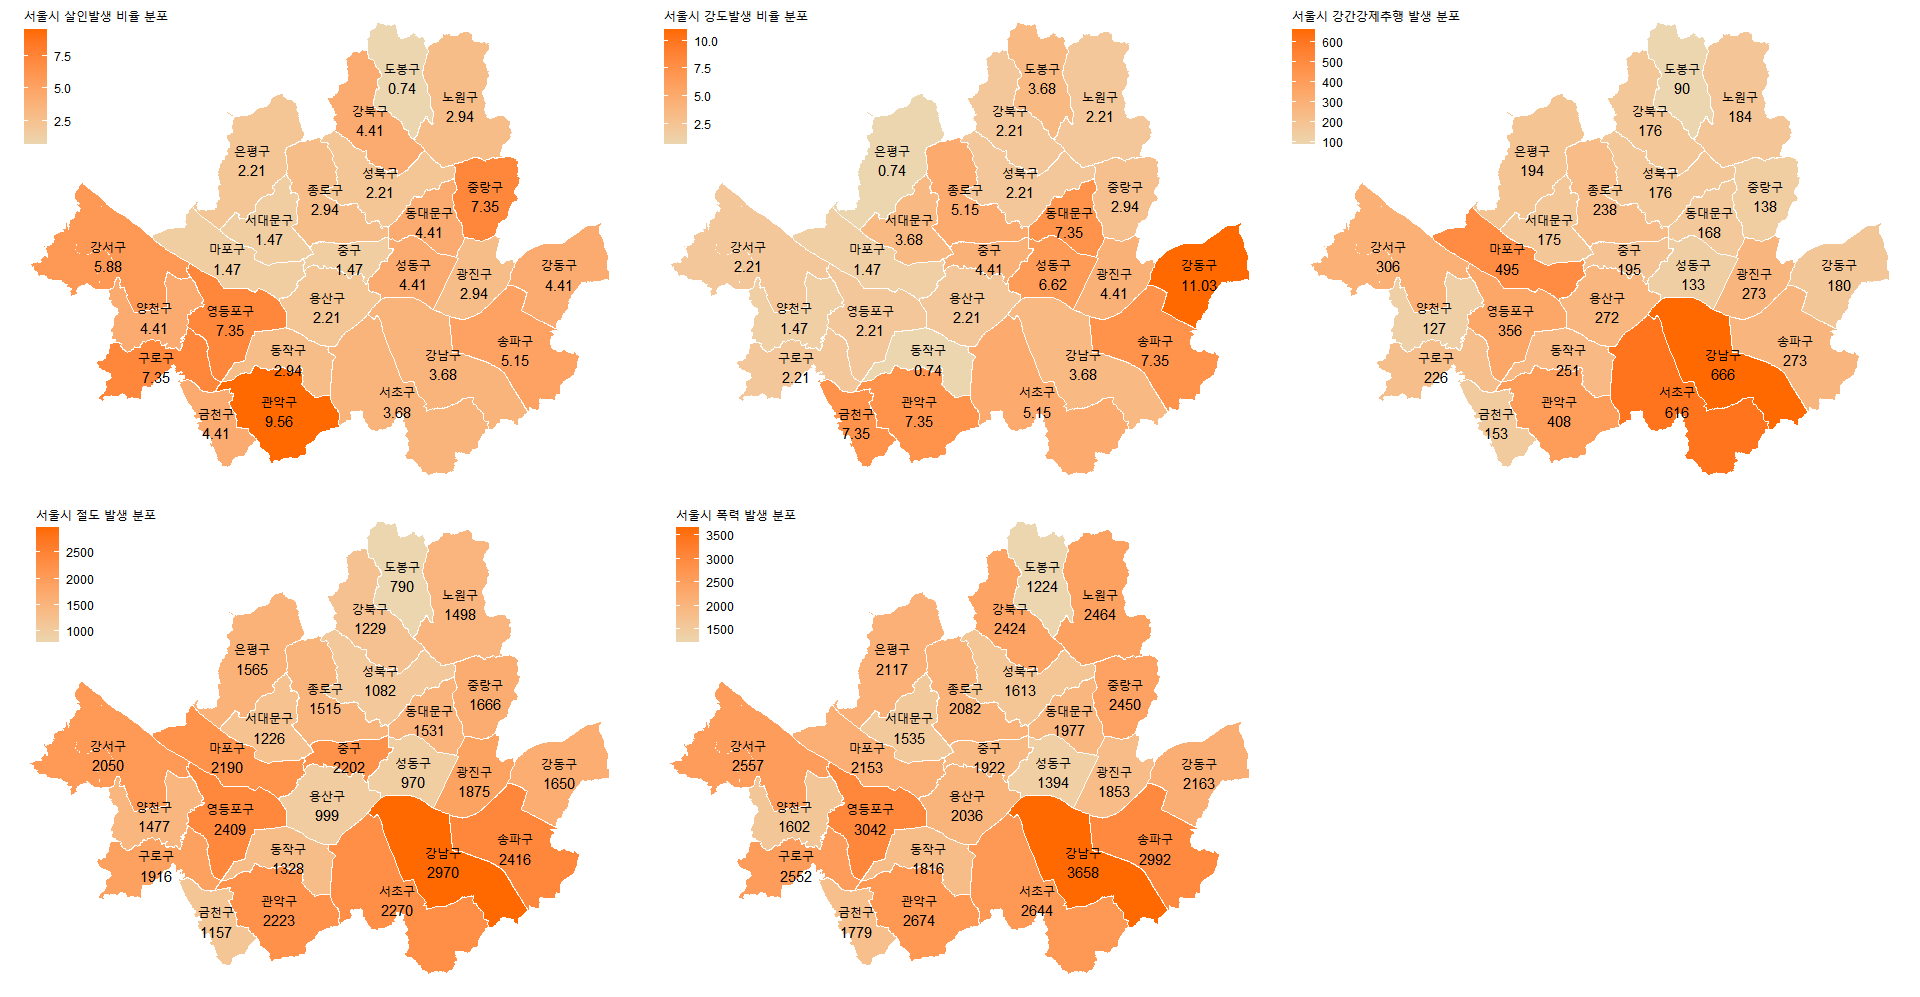 서울시 살인발생 비율 분포
7.5
5.0
2.5
도봉구
0.74
노원구
2.94
강북구
4.41
은평구
2.21
종로구
2.94
성북구
2.21
중랑구
7.35
서대문구
1.47
동대문구
4.41
강서구
5.88
마포구
1.47
중구
1.47
성동구
4.41
광진구
2.94
강동구
4.41
양천구
4.41
영등포구
7.35
용산구
2.21
구로구
7.35
동작구
2.94
강남구
3.68
송파구
5.15
금천구
4.41
관악구
9.56
서초구
3.68
서울시 강도발생 비율 분포
10.0
7.5
5.0
2.5
도봉구
3.68
노원구
2.21
강북구
2.21
은평구
0.74
종로구
5.15
성북구
2.21
중랑구
2.94
서대문구
3.68
동대문구
7.35
강서구
2.21
마포구
1.47
중구
4.41
성동구
6.62
광진구
4.41
강동구
11.03
양천구
1.47
영등포구
2.21
용산구
2.21
구로구
2.21
동작구
0.74
강남구
3.68
송파구
7.35
금천구
7.35
관악구
7.35
서초구
5.15
서울시 강간강제추행 발생 분포
600
500
400
300
200
100
도봉구
90
노원구
184
강북구
176
은평구
194
종로구
238
성북구
176
중랑구
138
서대문구
175
동대문구
168
강서구
306
마포구
495
중구
195
성동구
133
광진구
273
강동구
180
양천구
127
영등포구
356
용산구
272
구로구
226
동작구
251
강남구
666
송파구
273
금천구
153
관악구
408
서초구
616
서울시 절도 발생 분포
2500
2000
1500
1000
도봉구
790
노원구
1498
강북구
1229
은평구
1565
종로구
1515
성북구
1082
중랑구
1666
서대문구
1226
동대문구
1531
강서구
2050
마포구
2190
중구
2202
성동구
970
광진구
1875
강동구
1650
양천구
1477
영등포구
2409
용산구
999
구로구
1916
동작구
1328
강남구
2970
송파구
2416
금천구
1157
관악구
2223
서초구
2270
서울시 폭력 발생 분포
3500
3000
2500
2000
1500
도봉구
1224
노원구
2464
강북구
2424
은평구
2117
종로구
2082
성북구
1613
중랑구
2450
서대문구
1535
동대문구
1977
강서구
2557
마포구
2153
중구
1922
성동구
1394
광진구
1853
강동구
2163
양천구
1602
영등포구
3042
용산구
2036
구로구
2552
동작구
1816
강남구
3658
송파구
2992
금천구
1779
관악구
2674
서초구
2644